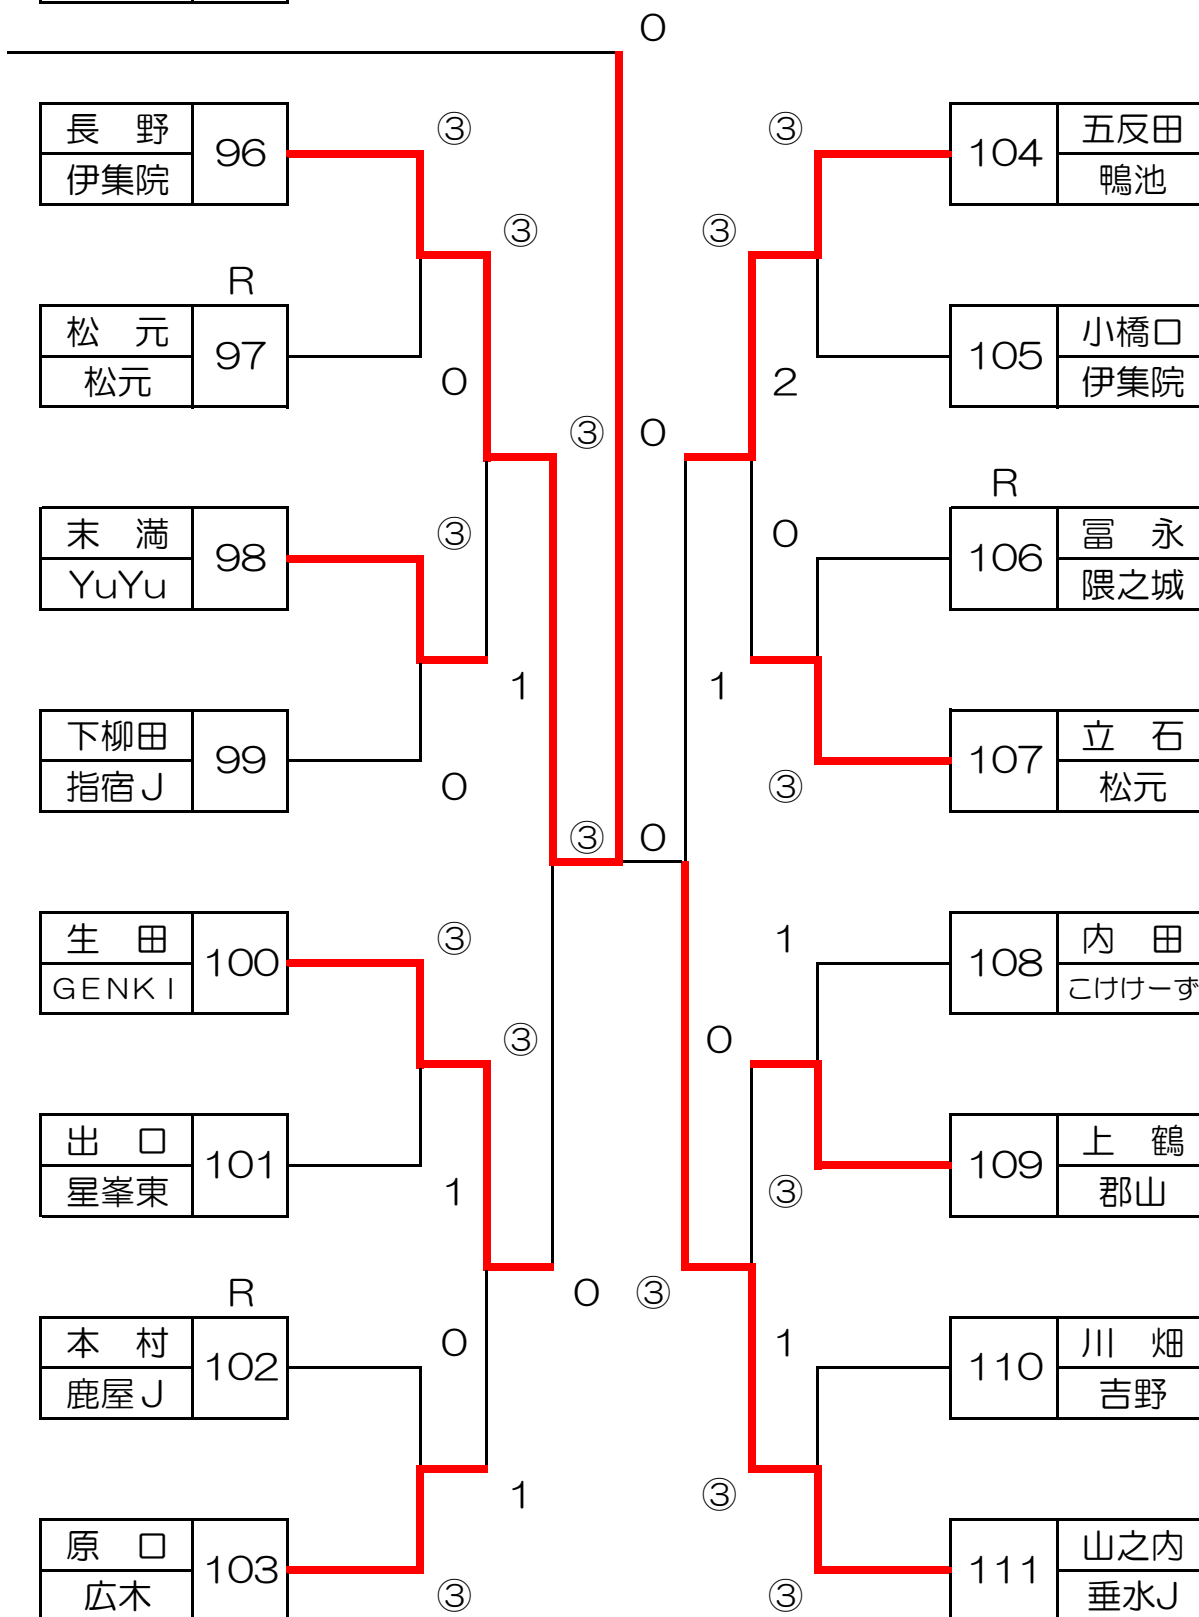 0
長　野
96
伊集院
③
③
R
松　元
97
松元
0
③
末　満
98
YuYu
③
1
下柳田
99
指宿J
0
③
生　田
100
GENKI
③
③
出　口
101
星峯東
1
R
本　村
102
鹿屋J
0
0
1
原　口
103
広木
③
③
104
五反田
鴨池
③
105
小橋口
伊集院
2
0
R
106
冨　永
隈之城
0
1
107
立　石
松元
③
0
1
108
内　田
こけけーず
0
109
上　鶴
郡山
③
③
1
110
川　畑
吉野
③
111
山之内
垂水J
③